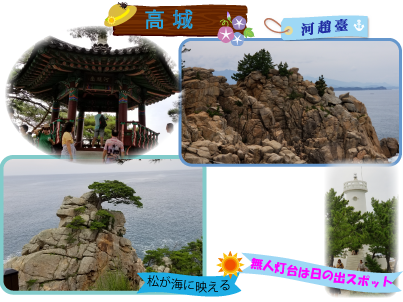 高城
河趙臺
松が海に映える
無人灯台は日の出スポット